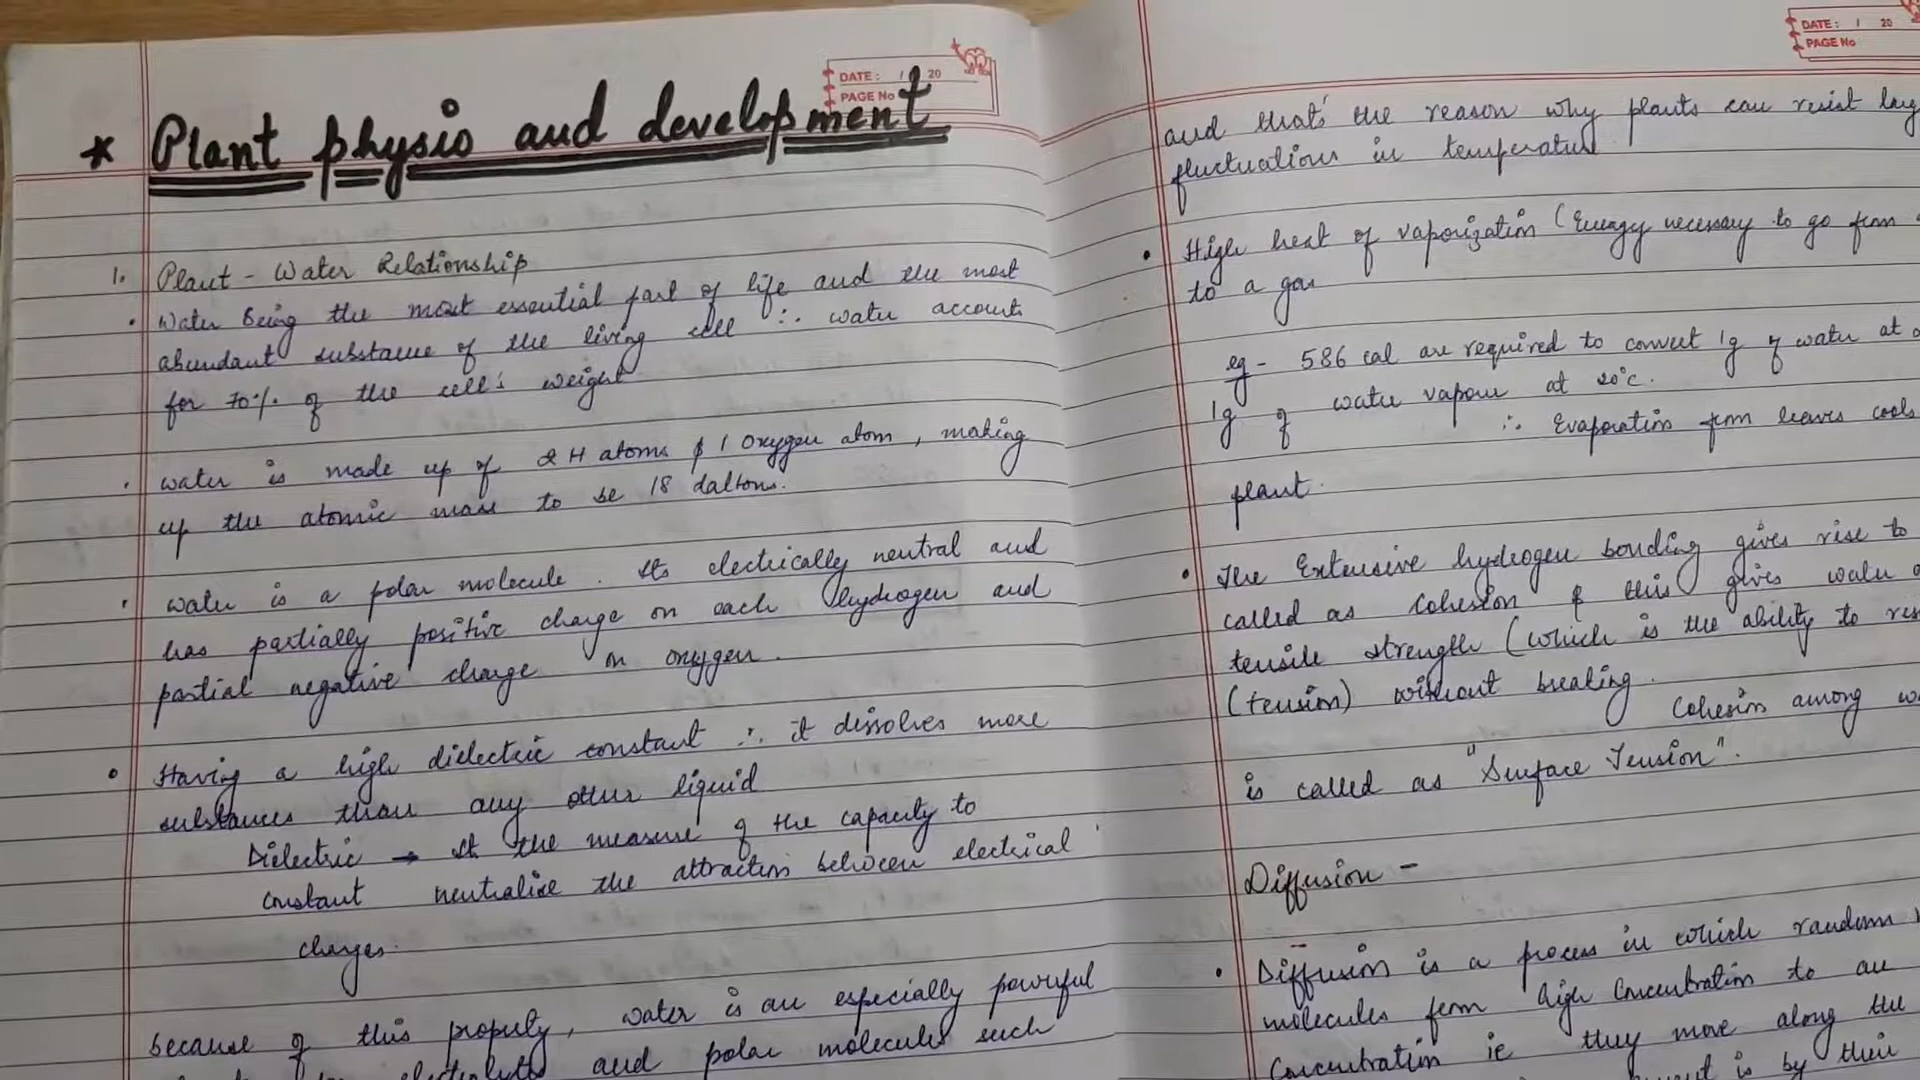 DATE: / 20
PAGE No
* Plant physio and development
1. Plant - Water Relationship
• Water being the most essential part of life and the most
abundant substance of the living cell ∴ water accounts
for 70% of the cell's weight
• water is made up of 2 H atoms & 1 oxygen atom, making
up the atomic mass to be 18 daltons.
• water is a polar molecule. Its electrically neutral and
has partially positive charge on each hydrogen and
partial negative charge on oxygen.
• Having a high dielectric constant ∴ it dissolves more
substances than any other liquid
Dielectric → It the measure of the capacity to
constant neutralise the attraction between electrical
charges.
because of this property, water is an especially powerful
and polar molecules such
DATE: / 20
PAGE No
and that's the reason why plants can resist
fluctuations in temperature
• High heat of vaporization (Energy necessary to go from
to a gas
eg - 586 cal are required to convert 1g of water at
1g of water vapour at 20°c.
∴ Evaporation from leaves cools
plant.
• The Extensive hydrogen bonding gives rise to
called as Cohesion & this gives water
tensile strength (which is the ability to
(tension) without breaking.
Cohesion among
is called as "Surface Tension".
Diffusion -
• Diffusion is a process in which random
molecules from high concentration to an
Concentration ie they move along the
is by their